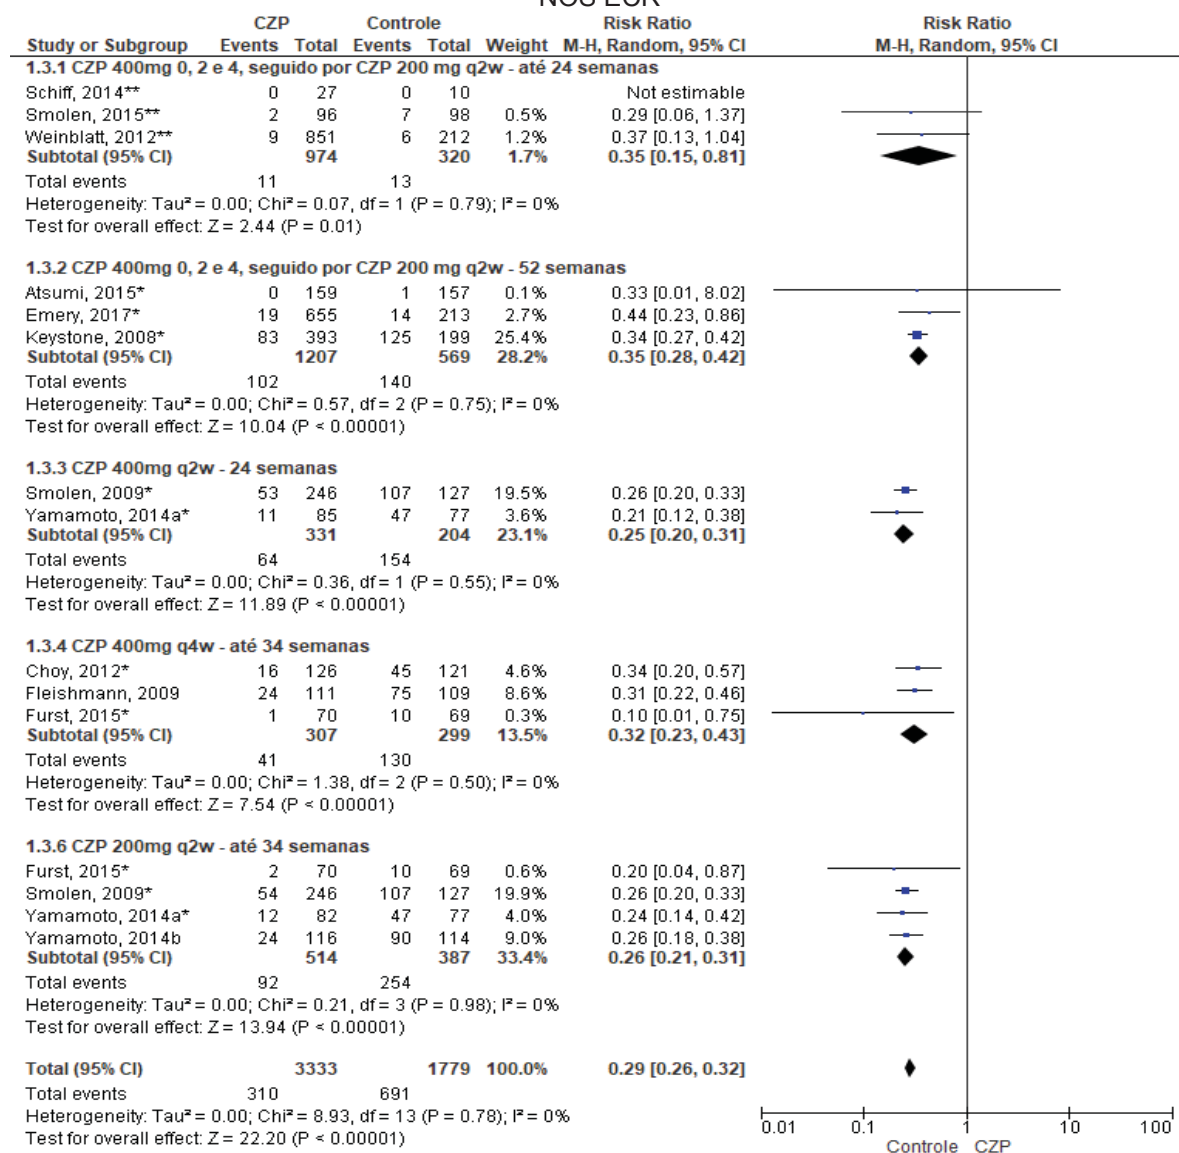 NOS ECR
CZP Controle Risk Ratio Risk Ratio
Study or Subgroup Events Total Events Total Weight M-H, Random, 95% CI M-H, Random, 95% CI
1.3.1 CZP 400mg 0, 2 e 4, seguido por CZP 200 mg q2w - até 24 semanas
Schiff, 2014** 0 27 0 10 Not estimable
Smolen, 2015** 2 96 7 98 0.5% 0.29 [0.06, 1.37]
Weinblatt, 2012** 9 851 6 212 1.2% 0.37 [0.13, 1.04]
Subtotal (95% CI) 974 320 1.7% 0.35 [0.15, 0.81]
Total events 11 13
Heterogeneity: Tau² = 0.00; Chi² = 0.07, df = 1 (P = 0.79); I² = 0%
Test for overall effect: Z = 2.44 (P = 0.01)
1.3.2 CZP 400mg 0, 2 e 4, seguido por CZP 200 mg q2w - 52 semanas
Atsumi, 2015* 0 159 1 157 0.1% 0.33 [0.01, 8.02]
Emery, 2017* 19 655 14 213 2.7% 0.44 [0.23, 0.86]
Keystone, 2008* 83 393 125 199 25.4% 0.34 [0.27, 0.42]
Subtotal (95% CI) 1207 569 28.2% 0.35 [0.28, 0.42]
Total events 102 140
Heterogeneity: Tau² = 0.00; Chi² = 0.57, df = 2 (P = 0.75); I² = 0%
Test for overall effect: Z = 10.04 (P < 0.00001)
1.3.3 CZP 400mg q2w - 24 semanas
Smolen, 2009* 53 246 107 127 19.5% 0.26 [0.20, 0.33]
Yamamoto, 2014a* 11 85 47 77 3.6% 0.21 [0.12, 0.38]
Subtotal (95% CI) 331 204 23.1% 0.25 [0.20, 0.31]
Total events 64 154
Heterogeneity: Tau² = 0.00; Chi² = 0.36, df = 1 (P = 0.55); I² = 0%
Test for overall effect: Z = 11.89 (P < 0.00001)
1.3.4 CZP 400mg q4w - até 34 semanas
Choy, 2012* 16 126 45 121 4.6% 0.34 [0.20, 0.57]
Fleishmann, 2009 24 111 75 109 8.6% 0.31 [0.22, 0.46]
Furst, 2015* 1 70 10 69 0.3% 0.10 [0.01, 0.75]
Subtotal (95% CI) 307 299 13.5% 0.32 [0.23, 0.43]
Total events 41 130
Heterogeneity: Tau² = 0.00; Chi² = 1.38, df = 2 (P = 0.50); I² = 0%
Test for overall effect: Z = 7.54 (P < 0.00001)
1.3.6 CZP 200mg q2w - até 34 semanas
Furst, 2015* 2 70 10 69 0.6% 0.20 [0.04, 0.87]
Smolen, 2009* 54 246 107 127 19.9% 0.26 [0.20, 0.33]
Yamamoto, 2014a* 12 82 47 77 4.0% 0.24 [0.14, 0.42]
Yamamoto, 2014b 24 116 90 114 9.0% 0.26 [0.18, 0.38]
Subtotal (95% CI) 514 387 33.4% 0.26 [0.21, 0.31]
Total events 92 254
Heterogeneity: Tau² = 0.00; Chi² = 0.21, df = 3 (P = 0.98); I² = 0%
Test for overall effect: Z = 13.94 (P < 0.00001)
Total (95% CI) 3333 1779 100.0% 0.29 [0.26, 0.32]
Total events 310 691
Heterogeneity: Tau² = 0.00; Chi² = 8.93, df = 13 (P = 0.78); I² = 0%
Test for overall effect: Z = 22.20 (P < 0.00001)
0.01 0.1 1 10 100
Controle CZP